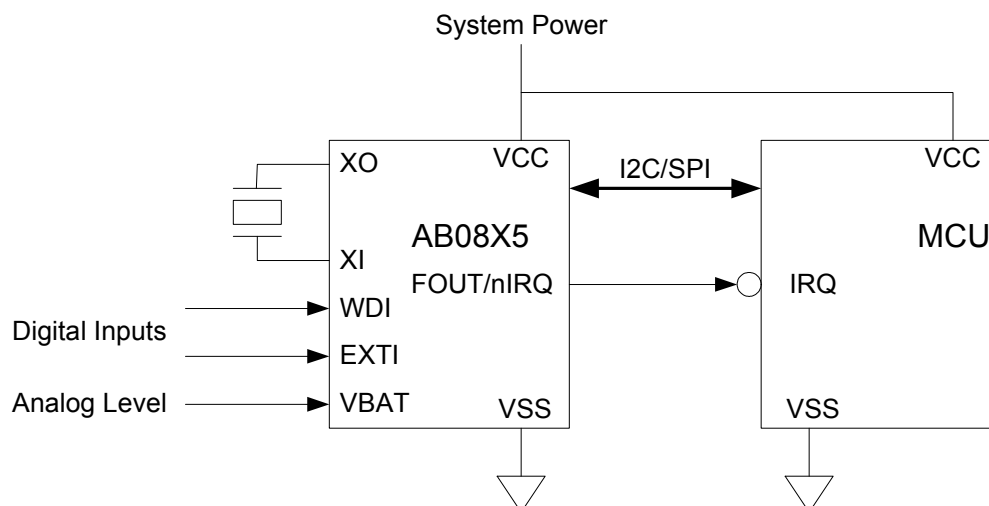 System Power
XO
VCC
I2C/SPI
VCC
AB08X5
MCU
XI
FOUT/nIRQ
IRQ
WDI
Digital Inputs
EXTI
Analog Level
VBAT
VSS
VSS